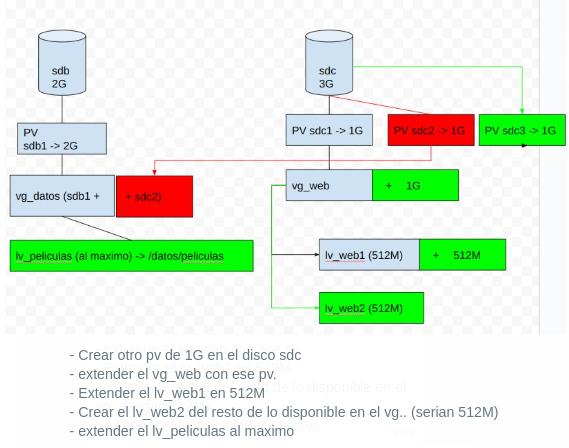 sdb
2G
sdc
3G
PV
sdb1 -> 2G
PV sdc1 -> 1G
PV sdc2 -> 1G
PV sdc3 -> 1G
vg_datos (sdb1 +
+ sdc2)
vg_web
+ 1G
lv_peliculas (al maximo) -> /datos/peliculas
lv_web1 (512M)
+ 512M
lv_web2 (512M)
- Crear otro pv de 1G en el disco sdc
- extender el vg_web con ese pv.
- Extender el lv_web1 en 512M
- Crear el lv_web2 del resto de lo disponible en el vg.. (serian 512M)
- extender el lv_peliculas al maximo